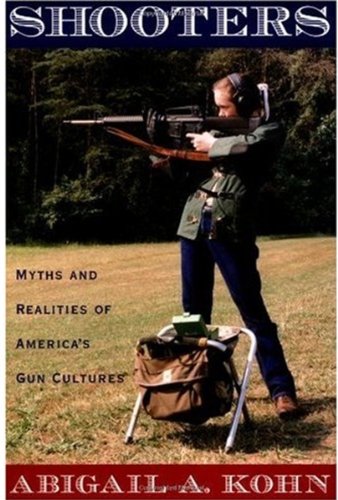 SHOOTERS
MYTHS AND
REALITIES OF
AMERICA'S
GUN CULTURES
ABIGAIL A. KOHN